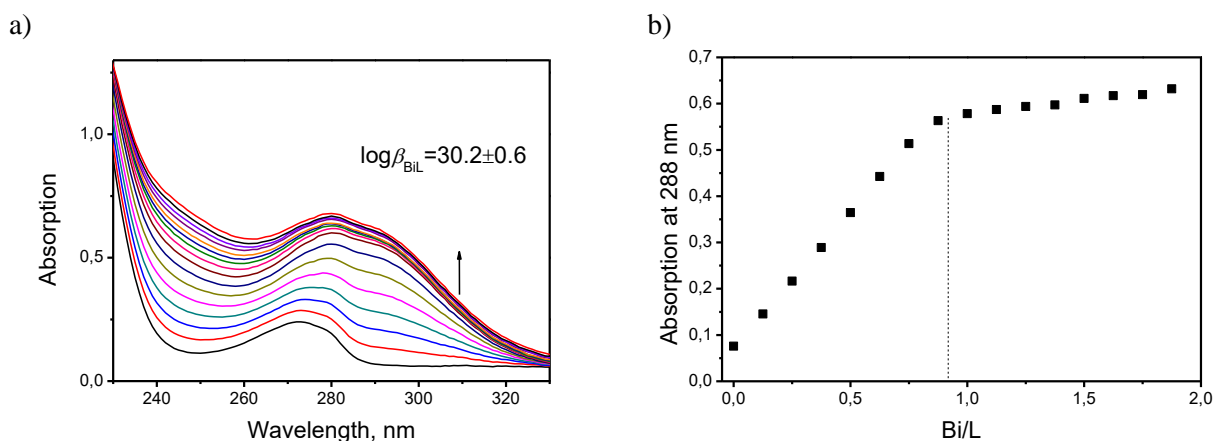 a)
b)
Absorption
1,0
0,5
0,0
logβBiL=30.2±0.6
240 260 280 300 320
Wavelength, nm
Absorption at 288 nm
0,7
0,6
0,5
0,4
0,3
0,2
0,1
0,0
0,0 0,5 1,0 1,5 2,0
Bi/L